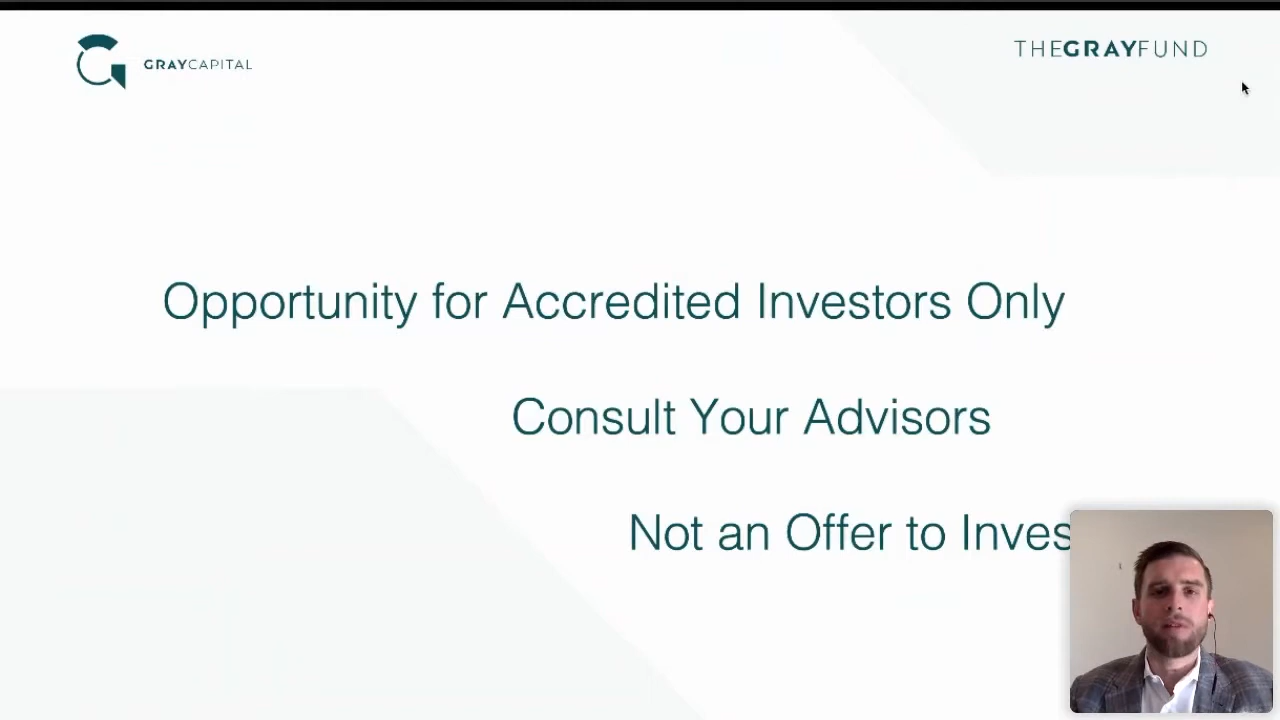 GRAYCAPITAL
THEGRAYFUND
Opportunity for Accredited Investors Only
Consult Your Advisors
Not an Offer to Inves